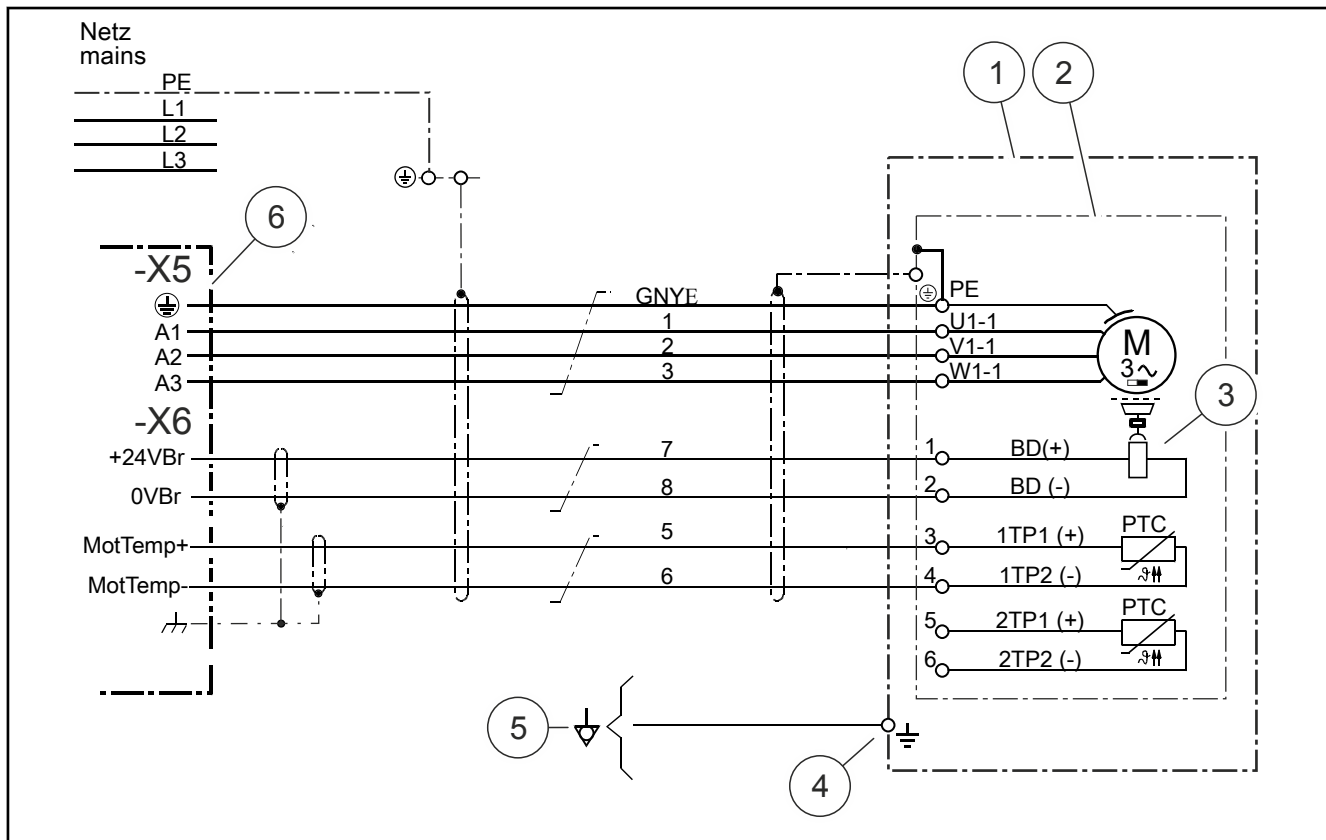 Netz
mains
PE
L1
L2
L3
1
2
6
-X5
GNYE
PE
A1
1
U1-1
A2
2
V1-1
A3
3
W1-1
M
3~
3
-X6
+24VBr
7
1
BD(+)
0VBr
8
2
BD (-)
MotTemp+
5
3
1TP1 (+)
PTC
MotTemp-
6
4
1TP2 (-)
ϑ
5
2TP1 (+)
PTC
6
2TP2 (-)
ϑ
5
4